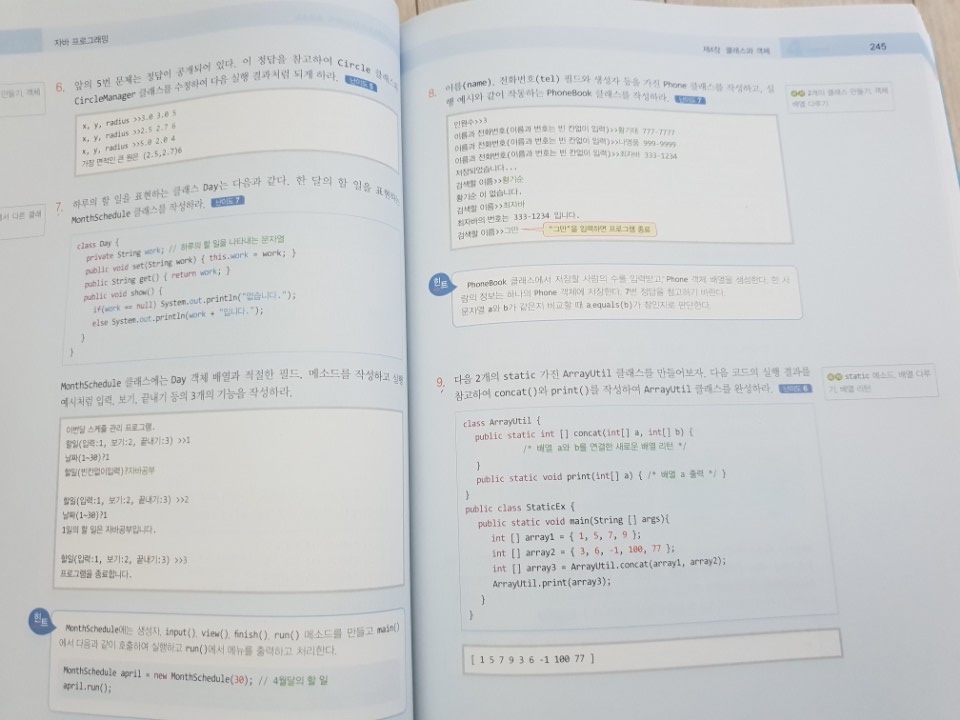 자바 프로그래밍
만들기, 객체
6. 앞의 5번 문제는 정답이 공개되어 있다. 이 정답을 참고하여 Circle 클래스와
CircleManager 클래스를 수정하여 다음 실행 결과처럼 되게 하라. 난이도 8
x, y, radius >>3.0 3.0 5
x, y, radius >>2.5 2.7 6
x, y, radius >>5.0 2.0 4
가장 면적인 큰 원은 (2.5,2.7)6
에서 다른 클래
7. 하루의 할 일을 표현하는 클래스 Day는 다음과 같다. 한 달의 할 일을 표현하는
MonthSchedule 클래스를 작성하라. 난이도 7
class Day {
private String work; // 하루의 할 일을 나타내는 문자열
public void set(String work) { this.work = work; }
public String get() { return work; }
public void show() {
if(work == null) System.out.println("없습니다.");
else System.out.println(work + "입니다.");
}
}
MonthSchedule 클래스에는 Day 객체 배열과 적절한 필드, 메소드를 작성하고 실행
예시처럼 입력, 보기, 끝내기 등의 3개의 기능을 작성하라.
이번달 스케쥴 관리 프로그램.
할일(입력:1, 보기:2, 끝내기:3) >>1
날짜(1~30)?1
할일(빈칸없이입력)?자바공부
할일(입력:1, 보기:2, 끝내기:3) >>2
날짜(1~30)?1
1일의 할 일은 자바공부입니다.
할일(입력:1, 보기:2, 끝내기:3) >>3
프로그램을 종료합니다.
힌트
MonthSchedule에는 생성자, input(), view(), finish(), run() 메소드를 만들고 main()
에서 다음과 같이 호출하여 실행하고 run()에서 메뉴를 출력하고 처리한다.
MonthSchedule april = new MonthSchedule(30); // 4월달의 할 일
april.run();
제4장 클래스와 객체 245
8. 이름(name), 전화번호(tel) 필드와 생성자 등을 가진 Phone 클래스를 작성하고, 실
행 예시와 같이 작동하는 PhoneBook 클래스를 작성하라. 난이도 7
2개의 클래스 만들기, 객체
배열 다루기
인원수>>3
이름과 전화번호(이름과 번호는 빈 칸없이 입력)>>황기태 777-7777
이름과 전화번호(이름과 번호는 빈 칸없이 입력)>>나명품 999-9999
이름과 전화번호(이름과 번호는 빈 칸없이 입력)>>최자바 333-1234
저장되었습니다...
검색할 이름>>황기순
황기순 이 없습니다.
검색할 이름>>최자바
최자바의 번호는 333-1234 입니다.
검색할 이름>>그만 "그만"을 입력하면 프로그램 종료
힌트
PhoneBook 클래스에서 저장할 사람의 수를 입력받고 Phone 객체 배열을 생성한다. 한 사
람의 정보는 하나의 Phone 객체에 저장한다. 7번 정답을 참고하기 바란다.
문자열 a와 b가 같은지 비교할 때 a.equals(b)가 참인지로 판단한다.
9. 다음 2개의 static 가진 ArrayUtil 클래스를 만들어보자. 다음 코드의 실행 결과를
참고하여 concat()와 print()를 작성하여 ArrayUtil 클래스를 완성하라. 난이도 6
static 메소드, 배열 다루
기, 배열 리턴
class ArrayUtil {
public static int [] concat(int[] a, int[] b) {
/* 배열 a와 b를 연결한 새로운 배열 리턴 */
}
public static void print(int[] a) { /* 배열 a 출력 */ }
}
public class StaticEx {
public static void main(String [] args){
int [] array1 = { 1, 5, 7, 9 };
int [] array2 = { 3, 6, -1, 100, 77 };
int [] array3 = ArrayUtil.concat(array1, array2);
ArrayUtil.print(array3);
}
}
[ 1 5 7 9 3 6 -1 100 77 ]